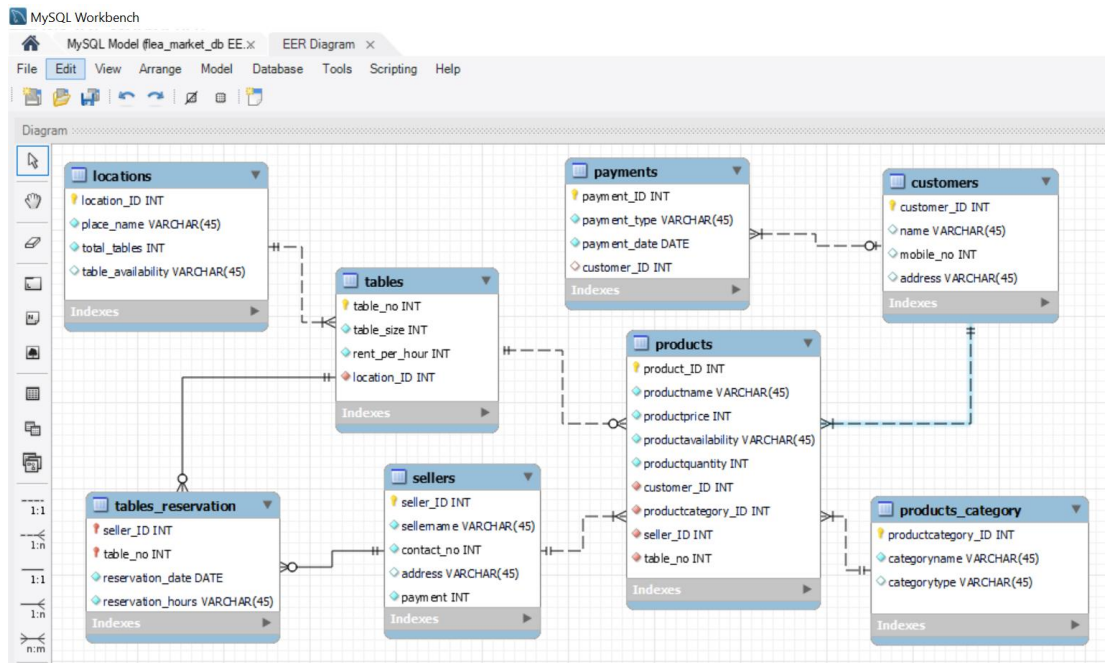 MySQL Workbench
MySQL Model (flea_market_db EE.
EER Diagram
File Edit View Arrange Model Database Tools Scripting Help
Diagram
locations
location_ID INT
place_name VARCHAR(45)
total_tables INT
table_availability VARCHAR(45)
Indexes
payments
payment_ID INT
payment_type VARCHAR(45)
payment_date DATE
customer_ID INT
Indexes
customers
customer_ID INT
name VARCHAR(45)
mobile_no INT
address VARCHAR(45)
Indexes
tables
table_no INT
table_size INT
rent_per_hour INT
location_ID INT
Indexes
products
product_ID INT
productname VARCHAR(45)
productprice INT
productavailability VARCHAR(45)
productquantity INT
customer_ID INT
productcategory_ID INT
seller_ID INT
table_no INT
Indexes
tables_reservation
seller_ID INT
table_no INT
reservation_date DATE
reservation_hours VARCHAR(45)
Indexes
sellers
seller_ID INT
sellername VARCHAR(45)
contact_no INT
address VARCHAR(45)
payment INT
Indexes
products_category
productcategory_ID INT
categoryname VARCHAR(45)
categorytype VARCHAR(45)
Indexes
1:1
1:n
1:1
1:n
n:m